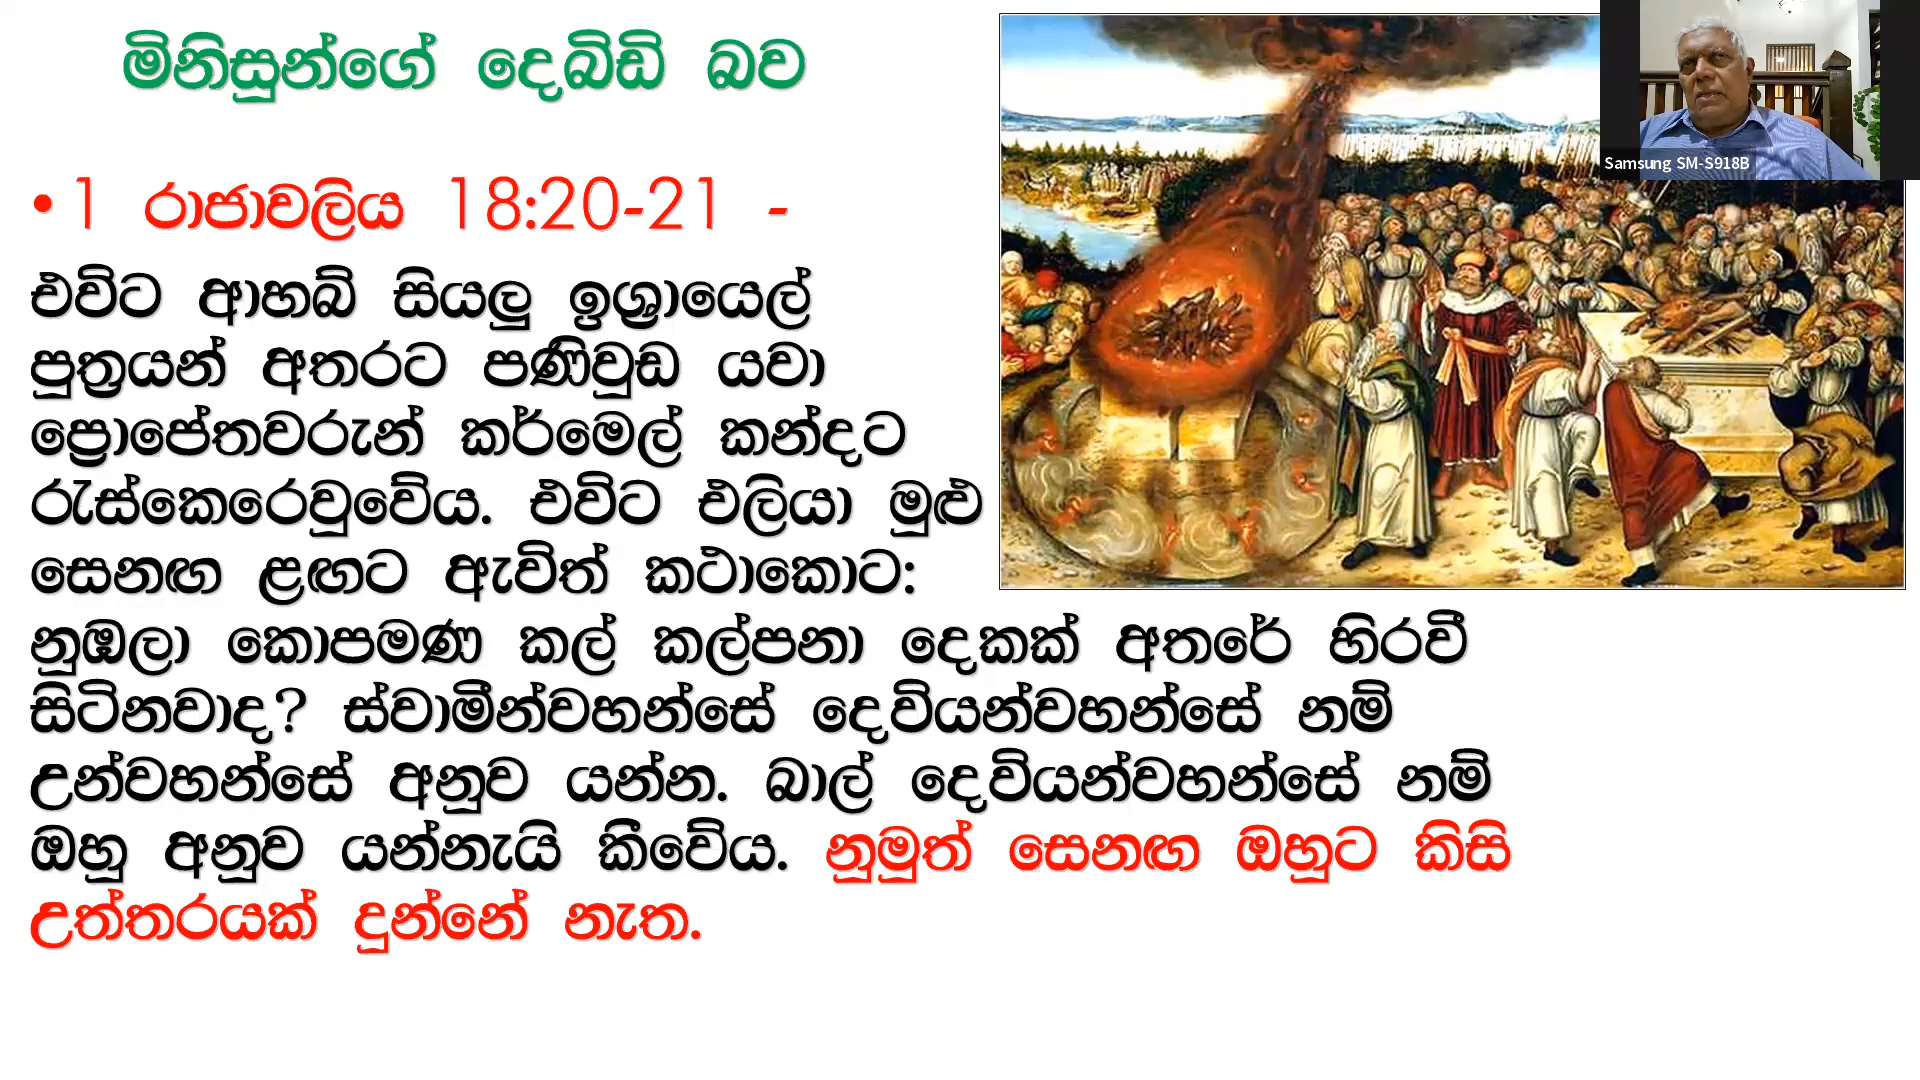 මිනිසුන්ගේ දෙබිඩි බව
• 1 රාජාවලිය 18:20-21 -
එවිට ආහබ් සියලු ඉශ්‍රායෙල්
පුත්‍රයන් අතරට පණිවුඩ යවා
ප්‍රොපේතවරුන් කර්මෙල් කන්දට
රැස්කෙරෙවුවේය. එවිට එලියා මුළු
සෙනඟ ළඟට ඇවිත් කථාකොට:
නුඹලා කොපමණ කල් කල්පනා දෙකක් අතරේ හිරවී
සිටිනවාද? ස්වාමීන්වහන්සේ දෙවියන්වහන්සේ නම්
උන්වහන්සේ අනුව යන්න. බාල් දෙවියන්වහන්සේ නම්
ඔහු අනුව යන්නැයි කීවේය. නුමුත් සෙනඟ ඔහුට කිසි
උත්තරයක් දුන්නේ නැත.
Samsung SM-S918B